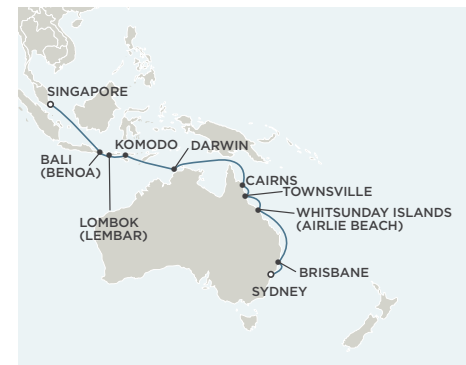 SINGAPORE
KOMODO
DARWIN
BALI
(BENOA)
CAIRNS
TOWNSVILLE
LOMBOK
(LEMBAR)
WHITSUNDAY ISLANDS
(AIRLIE BEACH)
BRISBANE
SYDNEY